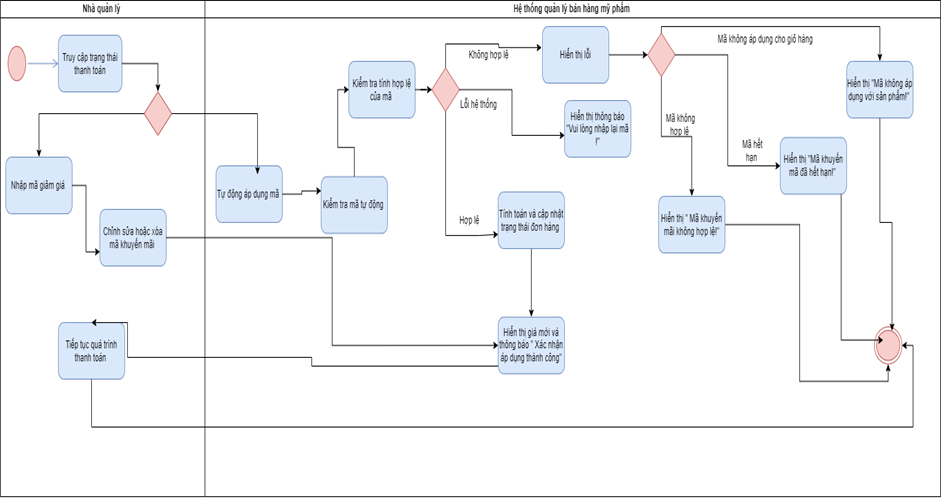 Nhà quản lý
Hệ thống quản lý bán hàng mỹ phẩm
Truy cập trang thái
thanh toán
Nhập mã giảm giá
Chỉnh sửa hoặc xóa
mã khuyến mãi
Tiếp tục quá trình
thanh toán
Tự động áp dụng mã
Kiểm tra mã tự động
Kiểm tra tính hợp lệ
của mã
Không hợp lệ
Lỗi hệ thống
Hợp lệ
Hiển thị lỗi
Hiển thị thông báo
"Vui lòng nhập lại mã
!"
Tính toán và cập nhật
trạng thái đơn hàng
Hiển thị giá mới và
thông báo " Xác nhận
áp dụng thành công"
Mã không áp dụng cho giỏ hàng
Mã không
hợp lệ
Mã hết
hạn
Hiển thị "Mã không áp
dụng với sản phẩm!"
Hiển thị "Mã khuyến
mã đã hết hạn!"
Hiển thị " Mã khuyến
mãi không hợp lệ!"